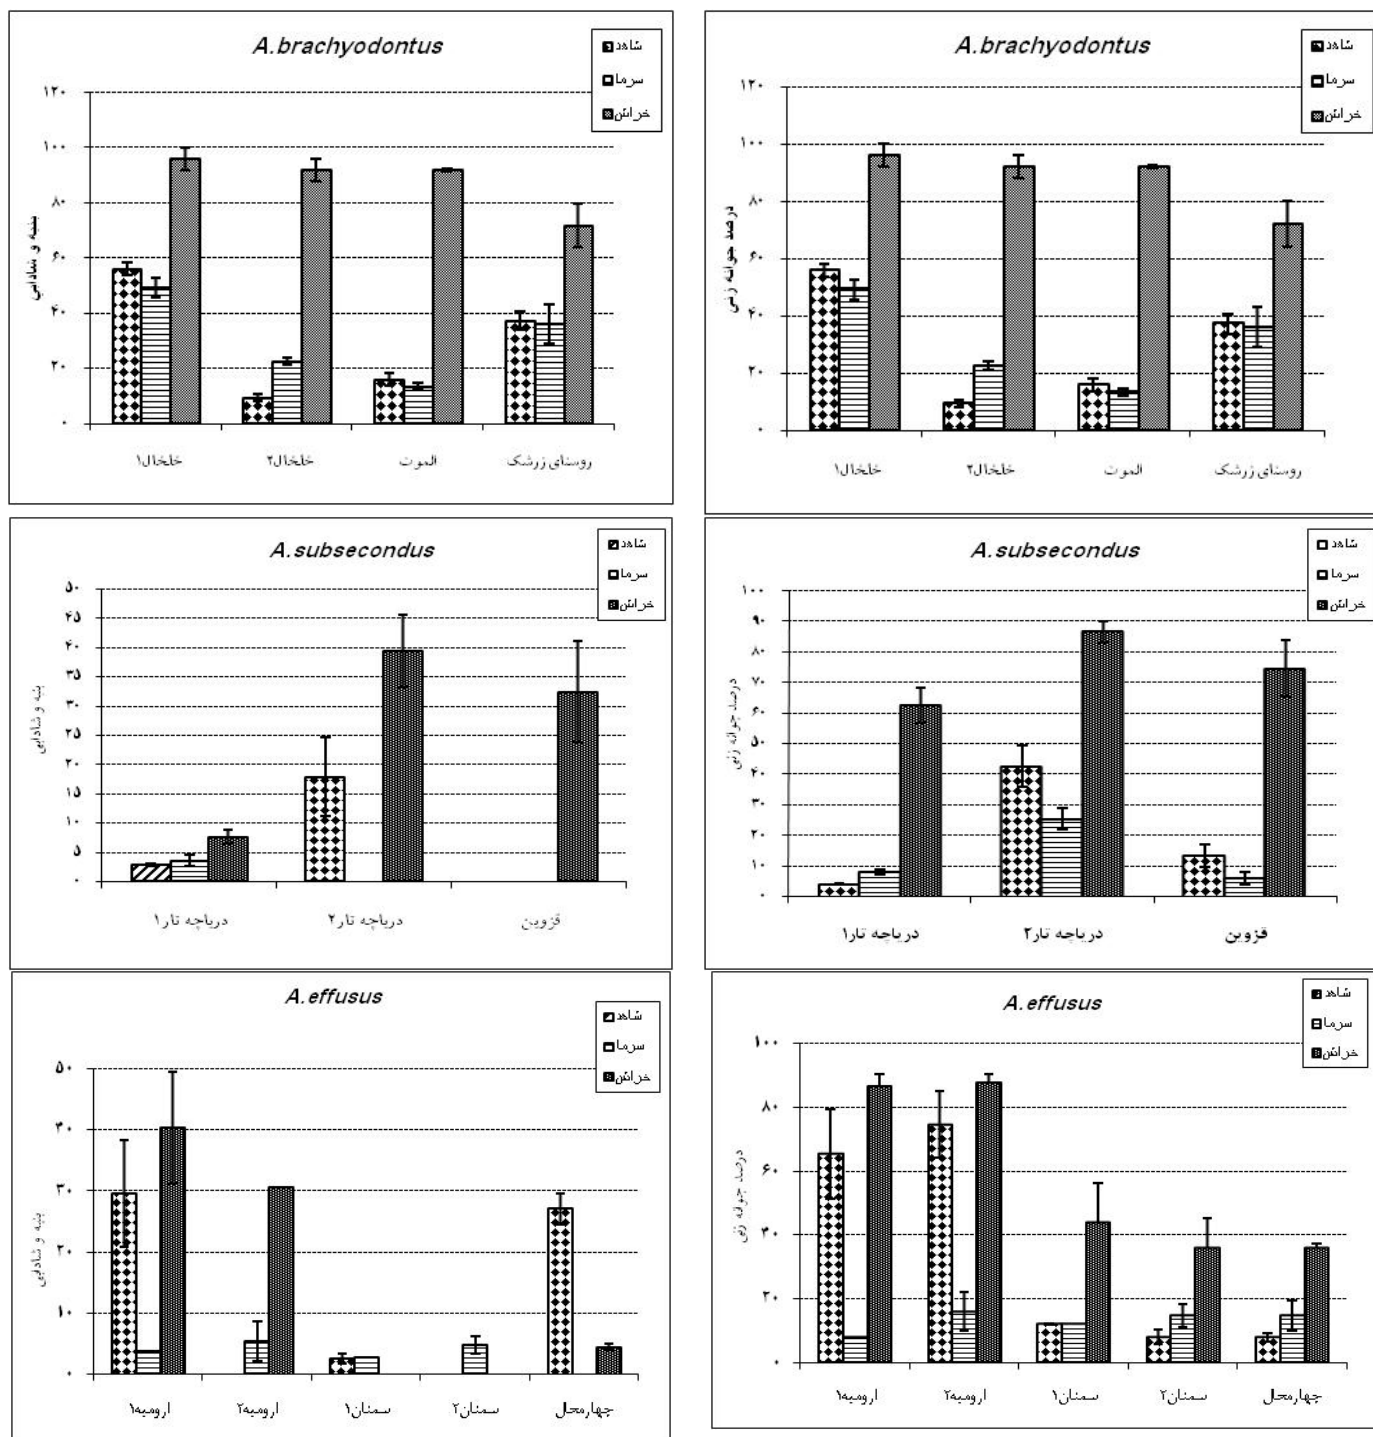 A.brachyodontus
شاهد
سرما
خراش
بنیه و شادابی
۱۲۰
۱۰۰
۸۰
۶۰
۴۰
۲۰
۰
خلخال۱
خلخال۲
الموت
روستای زرشک
A.brachyodontus
شاهد
سرما
خراش
درصد جوانه زنی
۱۲۰
۱۰۰
۸۰
۶۰
۴۰
۲۰
۰
خلخال۱
خلخال۲
الموت
روستای زرشک
A.subsecondus
شاهد
سرما
خراش
بنیه و شادابی
۵۰
۴۵
۴۰
۳۵
۳۰
۲۵
۲۰
۱۵
۱۰
۵
۰
دریاچه تار۱
دریاچه تار۲
قزوین
A.subsecondus
شاهد
سرما
خراش
درصد جوانه زنی
۱۰۰
۹۰
۸۰
۷۰
۶۰
۵۰
۴۰
۳۰
۲۰
۱۰
۰
دریاچه تار۱
دریاچه تار۲
قزوین
A.effusus
شاهد
سرما
خراش
بنیه و شادابی
۵۰
۴۰
۳۰
۲۰
۱۰
۰
ارومیه۱
ارومیه۲
سمنان۱
سمنان۲
چهارمحال
A.effusus
شاهد
سرما
خراش
درصد جوانه زنی
۱۰۰
۸۰
۶۰
۴۰
۲۰
۰
ارومیه۱
ارومیه۲
سمنان۱
سمنان۲
چهارمحال